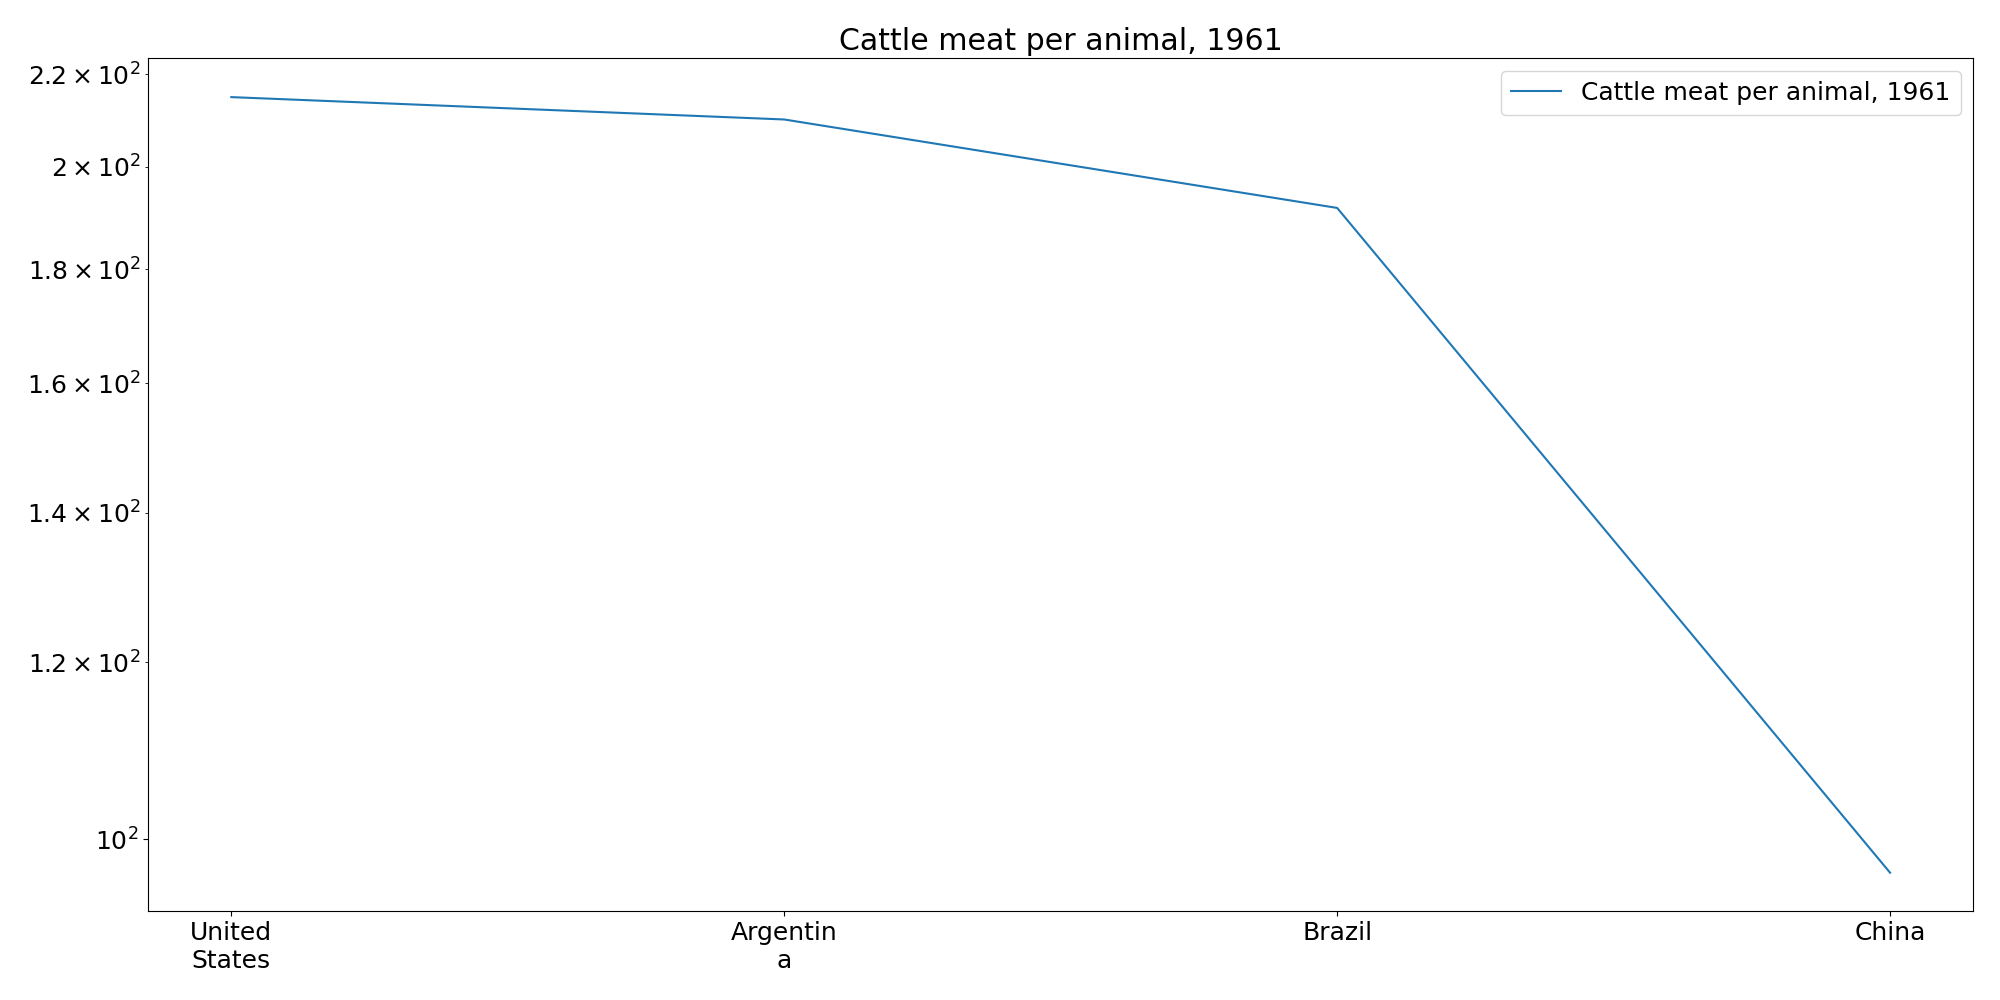 Cattle meat per animal, 1961
Cattle meat per animal, 1961
2.2 × 10²
2 × 10²
1.8 × 10²
1.6 × 10²
1.4 × 10²
1.2 × 10²
10²
United
States
Argentin
a
Brazil
China